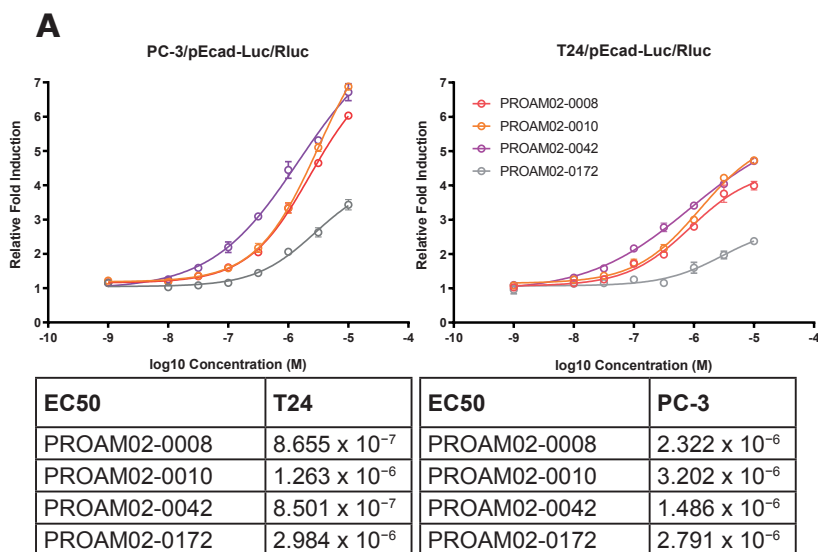 A
PC-3/pEcad-Luc/Rluc
Relative Fold Induction
7
6
5
4
3
2
1
0
-10 -9 -8 -7 -6 -5 -4
log10 Concentration (M)
T24/pEcad-Luc/Rluc
Relative Fold Induction
7
6
5
4
3
2
1
0
-10 -9 -8 -7 -6 -5 -4
log10 Concentration (M)
PROAM02-0008
PROAM02-0010
PROAM02-0042
PROAM02-0172
EC50 T24
PROAM02-0008 8.655 x 10⁻⁷
PROAM02-0010 1.263 x 10⁻⁶
PROAM02-0042 8.501 x 10⁻⁷
PROAM02-0172 2.984 x 10⁻⁶
EC50 PC-3
PROAM02-0008 2.322 x 10⁻⁶
PROAM02-0010 3.202 x 10⁻⁶
PROAM02-0042 1.486 x 10⁻⁶
PROAM02-0172 2.791 x 10⁻⁶